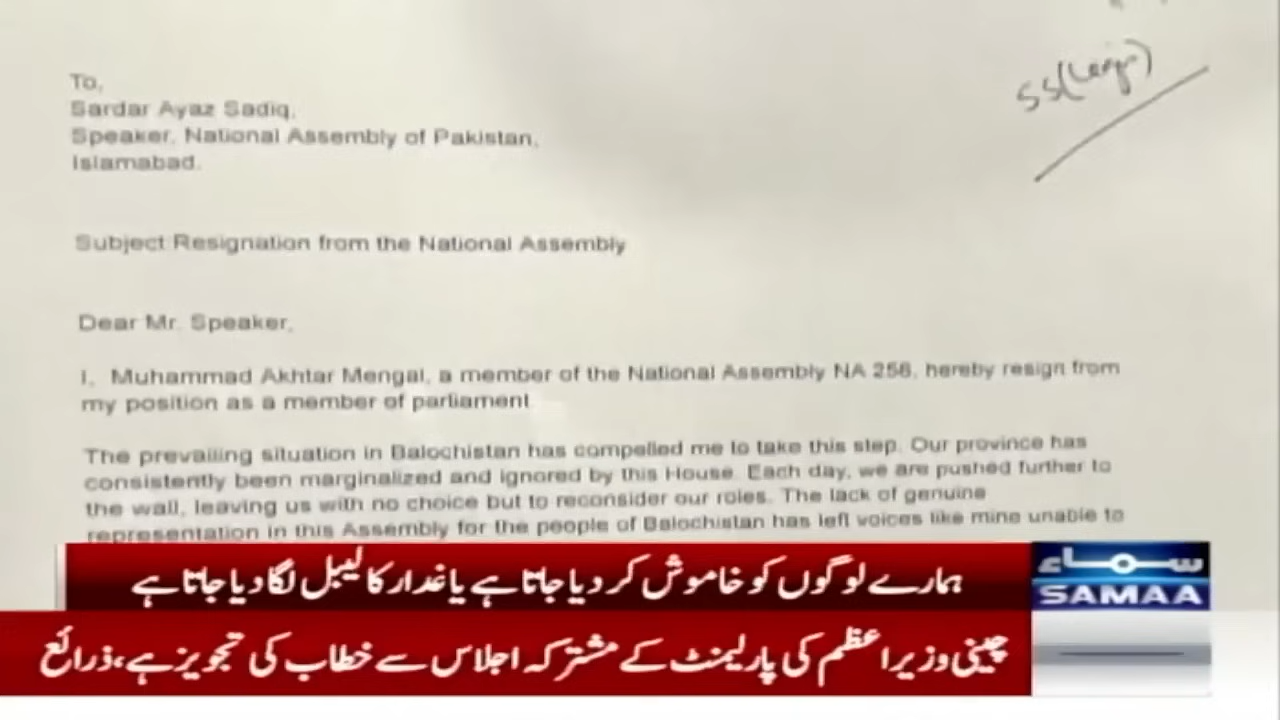 To,
Sardar Ayaz Sadiq,
Speaker, National Assembly of Pakistan,
Islamabad.
Subject Resignation from the National Assembly
Dear Mr. Speaker,
I, Muhammad Akhtar Mengal, a member of the National Assembly NA 256, hereby resign from
my position as a member of parliament
The prevailing situation in Balochistan has compelled me to take this step. Our province has
consistently been marginalized and ignored by this House. Each day, we are pushed further to
the wall, leaving us with no choice but to reconsider our roles. The lack of genuine
representation in this Assembly for the people of Balochistan has left voices like mine unable to
ہمارے لوگوں کو خاموش کر دیا جاتا ہے یا غدار کا لیبل لگا دیا جاتا ہے
سماء
SAMAA
چینی وزیراعظم کی پارلیمنٹ کے مشترکہ اجلاس سے خطاب کی تجویز ہے، ذرائع